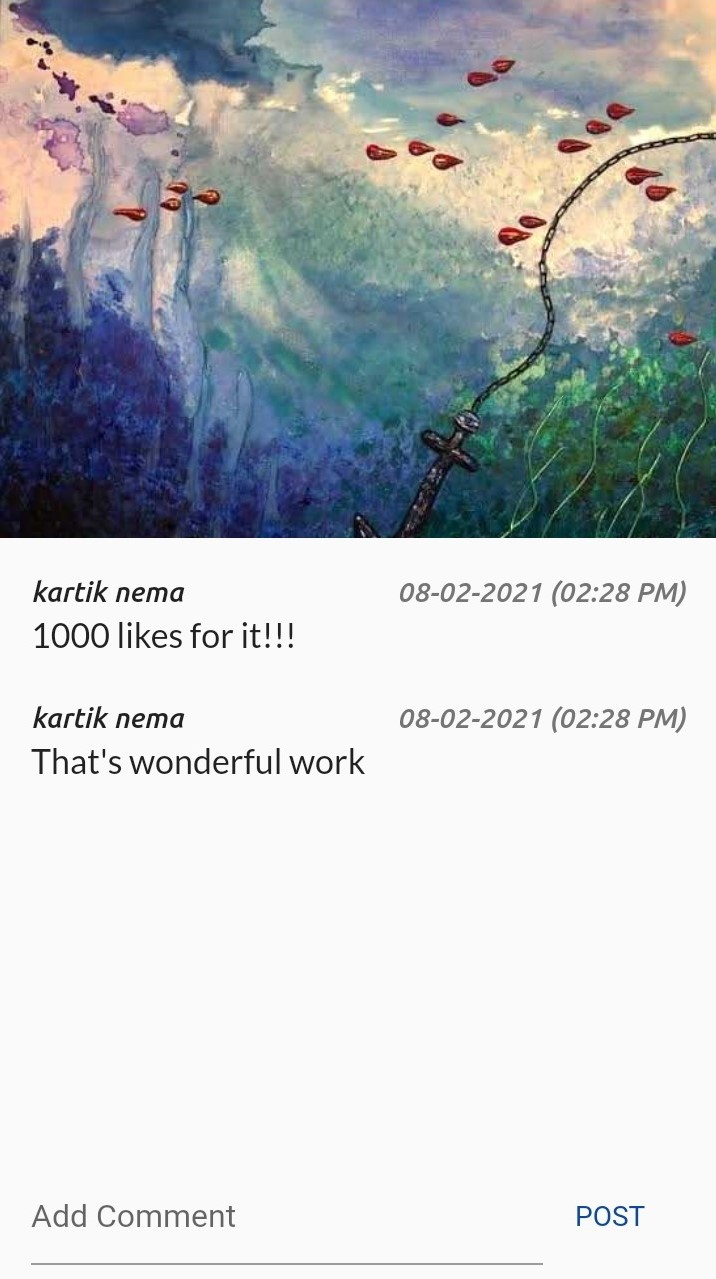 kartik nema 08-02-2021 (02:28 PM)
1000 likes for it!!!
kartik nema 08-02-2021 (02:28 PM)
That's wonderful work
Add Comment POST